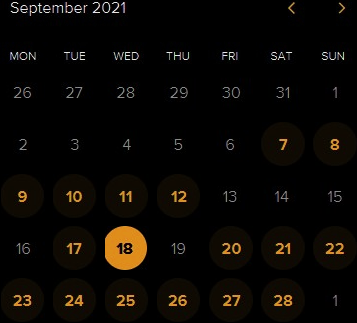 September 2021
MON TUE WED THU FRI SAT SUN
26 27 28 29 30 31 1
2 3 4 5 6 7 8
9 10 11 12 13 14 15
16 17 18 19 20 21 22
23 24 25 26 27 28 1